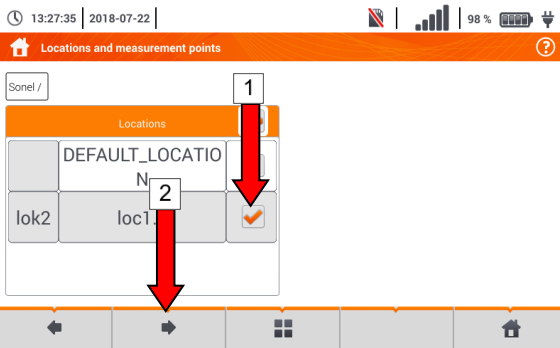 13:27:35 2018-07-22 98 %
Locations and measurement points ?
Sonel /
1
Locations
DEFAULT_LOCATIO
N
2
lok2 loc1.